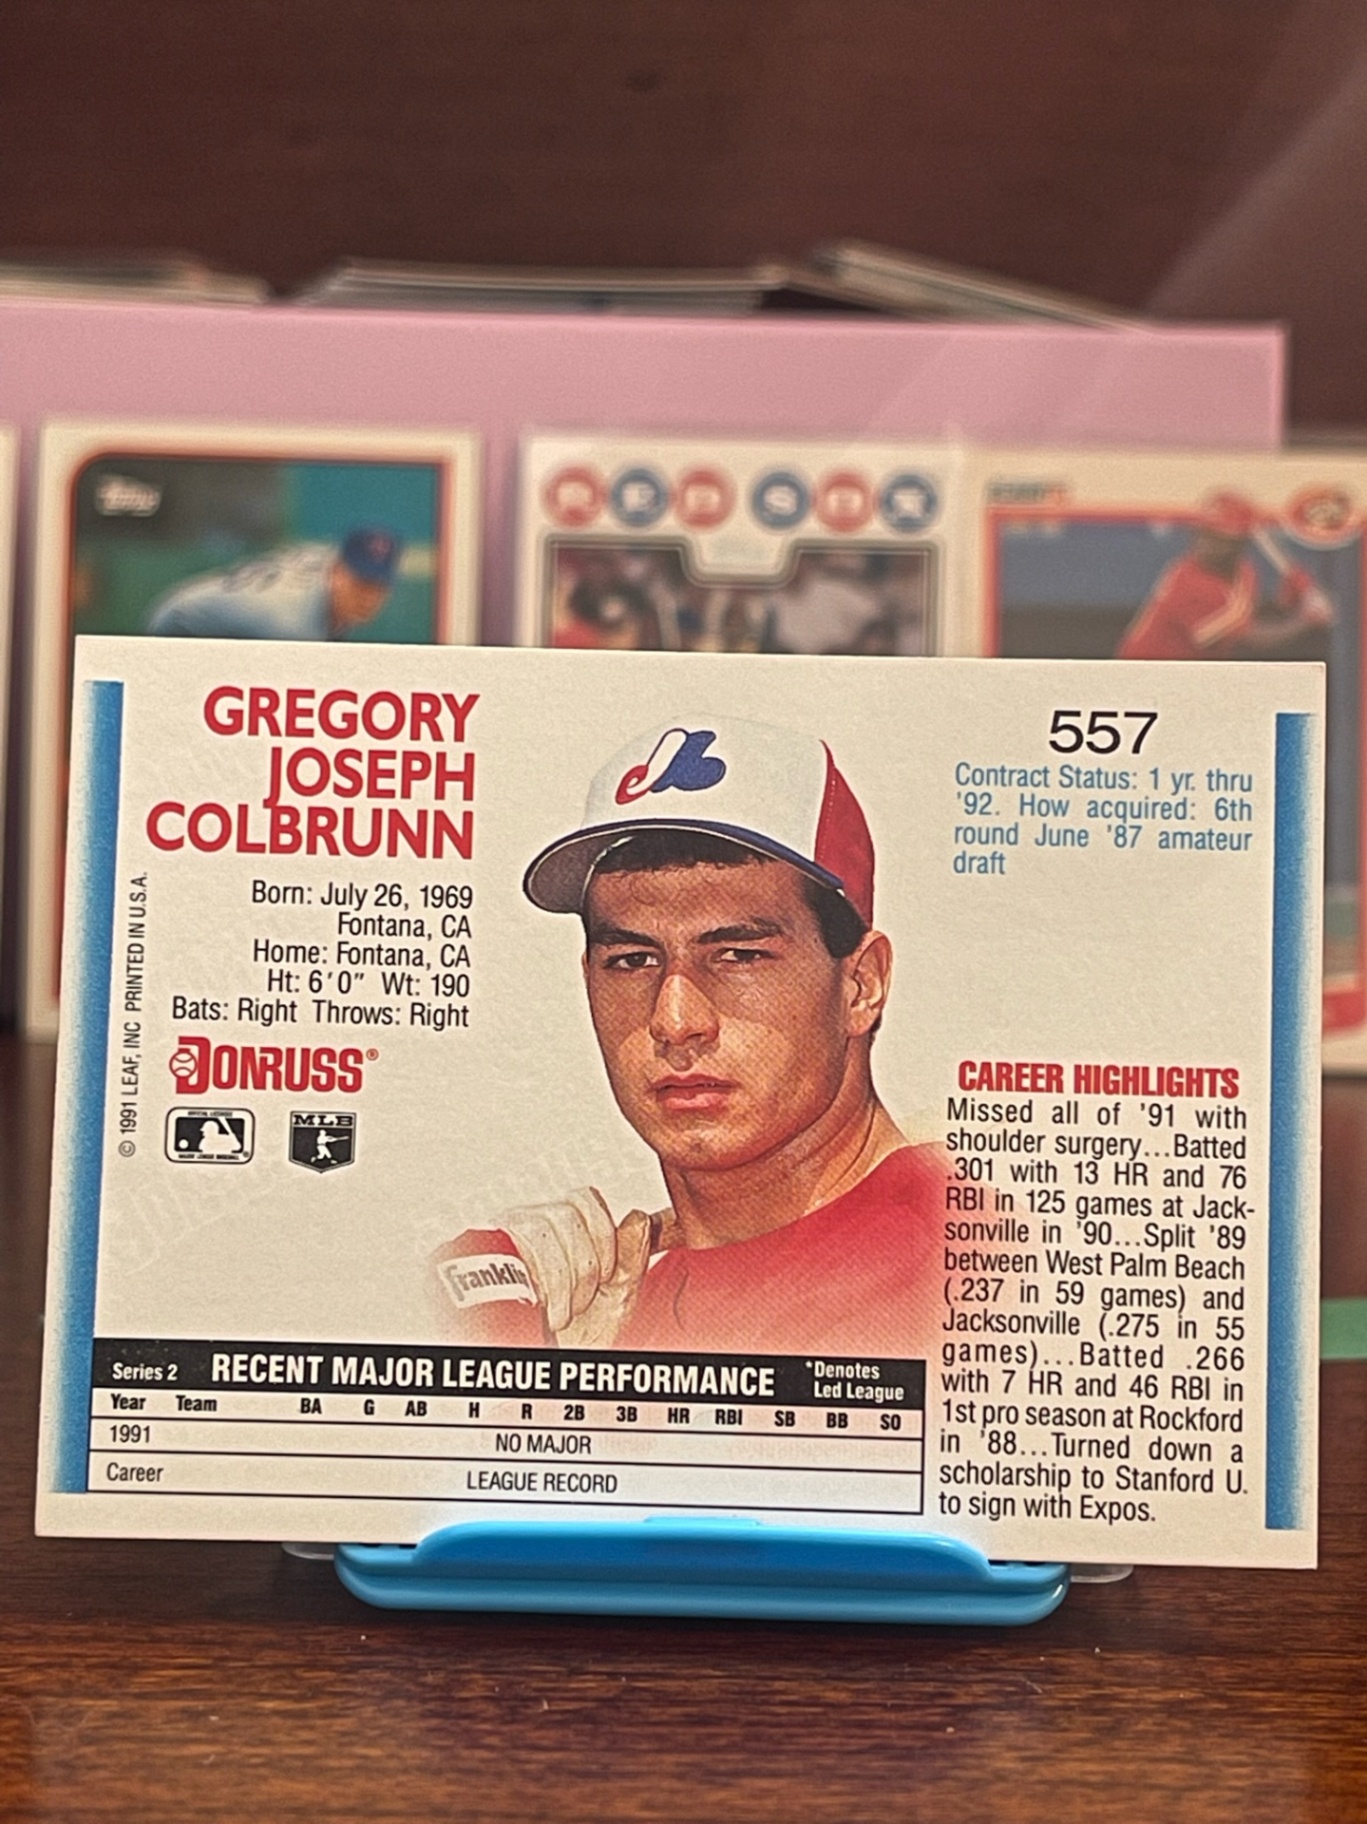 Topps
RED SOX
GREGORY
JOSEPH
COLBRUNN
Born: July 26, 1969
Fontana, CA
Home: Fontana, CA
Ht: 6'0" Wt: 190
Bats: Right Throws: Right
DONRUSS®
MLB
© 1991 LEAF, INC PRINTED IN U.S.A.
Franklin
557
Contract Status: 1 yr. thru
'92. How acquired: 6th
round June '87 amateur
draft
CAREER HIGHLIGHTS
Missed all of '91 with
shoulder surgery...Batted
.301 with 13 HR and 76
RBI in 125 games at Jack-
sonville in '90...Split '89
between West Palm Beach
(.237 in 59 games) and
Jacksonville (.275 in 55
games)...Batted .266
with 7 HR and 46 RBI in
1st pro season at Rockford
in '88...Turned down a
scholarship to Stanford U.
to sign with Expos.
Series 2 RECENT MAJOR LEAGUE PERFORMANCE *Denotes
Led League
Year Team BA G AB H R 2B 3B HR RBI SB BB SO
1991 NO MAJOR
Career LEAGUE RECORD